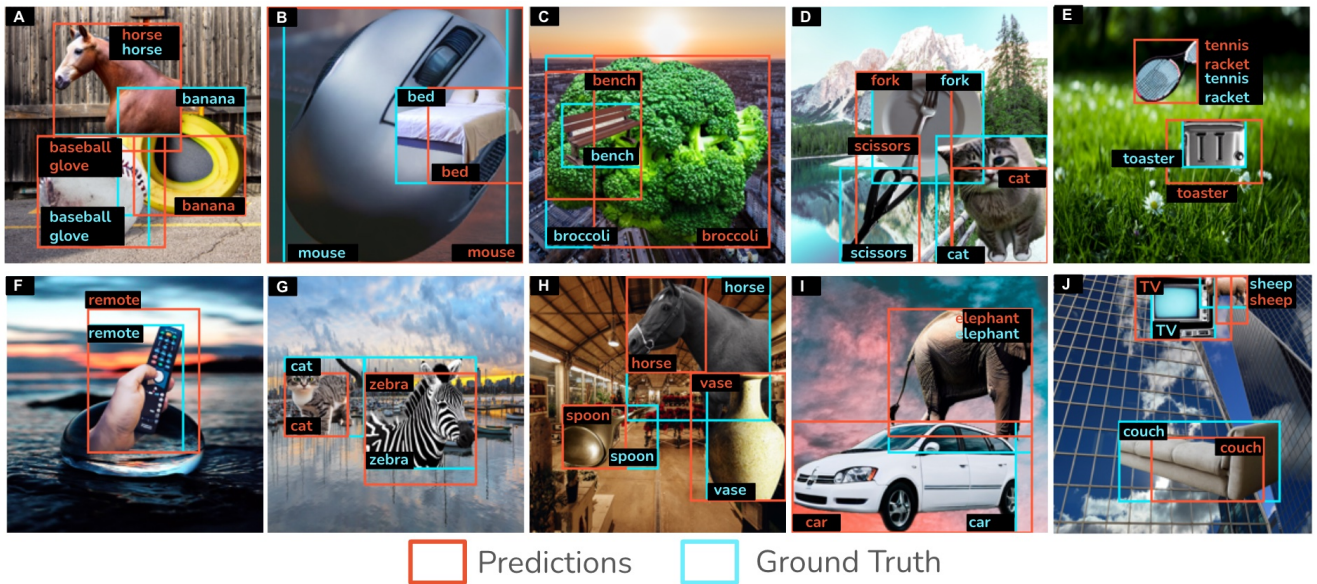 A
horse
horse
banana
baseball
glove
baseball
glove
banana
B
bed
bed
mouse
mouse
C
bench
bench
broccoli
broccoli
D
fork
fork
scissors
cat
scissors
cat
E
tennis
racket
tennis
racket
toaster
toaster
F
remote
remote
G
cat
zebra
cat
zebra
H
horse
horse
vase
spoon
spoon
vase
I
elephant
elephant
car
car
J
TV
sheep
sheep
TV
couch
couch
Predictions
Ground Truth